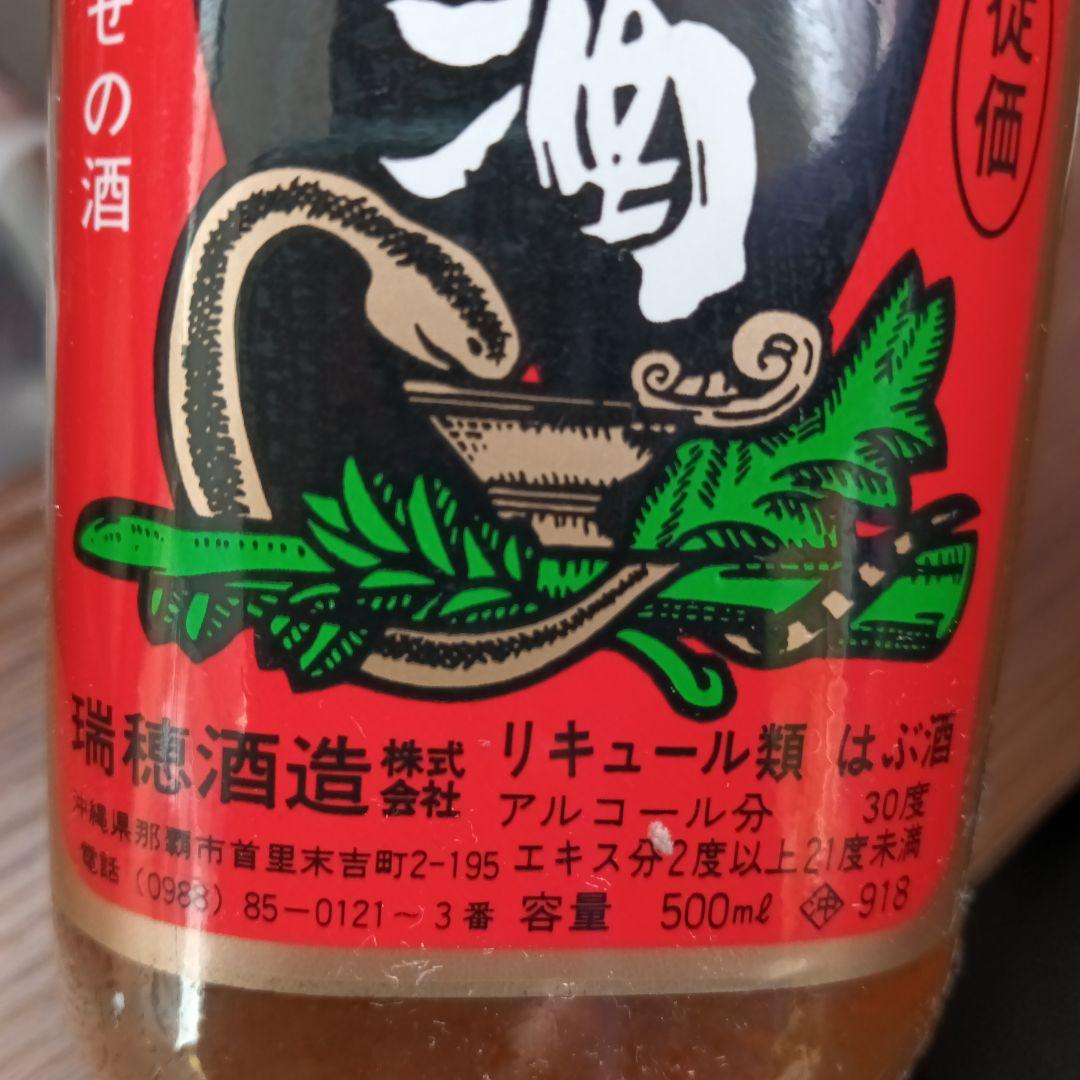 せの酒
酒
従価
瑞穂酒造株式会社
沖縄県那覇市首里末吉町2-195
電話(0988)85-0121~3番
リキュール類 はぶ酒
アルコール分 30度
エキス分2度以上21度未満
容量 500mℓ 沖 918